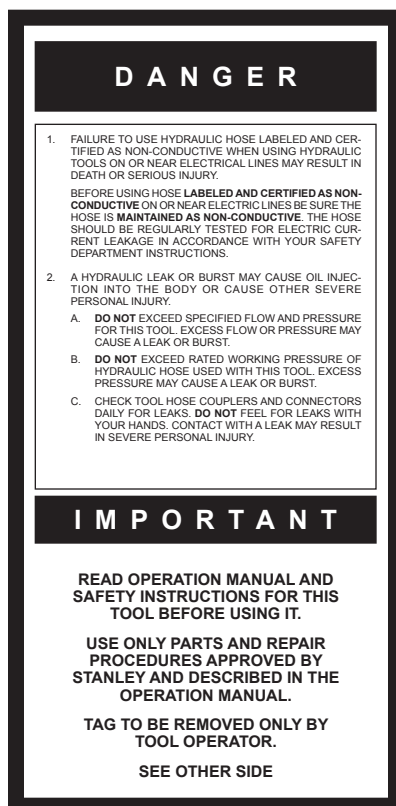 DANGER
1. FAILURE TO USE HYDRAULIC HOSE LABELED AND CER-
TIFIED AS NON-CONDUCTIVE WHEN USING HYDRAULIC
TOOLS ON OR NEAR ELECTRICAL LINES MAY RESULT IN
DEATH OR SERIOUS INJURY.
BEFORE USING HOSE LABELED AND CERTIFIED AS NON-
CONDUCTIVE ON OR NEAR ELECTRIC LINES BE SURE THE
HOSE IS MAINTAINED AS NON-CONDUCTIVE. THE HOSE
SHOULD BE REGULARLY TESTED FOR ELECTRIC CUR-
RENT LEAKAGE IN ACCORDANCE WITH YOUR SAFETY
DEPARTMENT INSTRUCTIONS.
2. A HYDRAULIC LEAK OR BURST MAY CAUSE OIL INJEC-
TION INTO THE BODY OR CAUSE OTHER SEVERE
PERSONAL INJURY.
A. DO NOT EXCEED SPECIFIED FLOW AND PRESSURE
FOR THIS TOOL. EXCESS FLOW OR PRESSURE MAY
CAUSE A LEAK OR BURST.
B. DO NOT EXCEED RATED WORKING PRESSURE OF
HYDRAULIC HOSE USED WITH THIS TOOL. EXCESS
PRESSURE MAY CAUSE A LEAK OR BURST.
C. CHECK TOOL HOSE COUPLERS AND CONNECTORS
DAILY FOR LEAKS. DO NOT FEEL FOR LEAKS WITH
YOUR HANDS. CONTACT WITH A LEAK MAY RESULT
IN SEVERE PERSONAL INJURY.
IMPORTANT
READ OPERATION MANUAL AND
SAFETY INSTRUCTIONS FOR THIS
TOOL BEFORE USING IT.
USE ONLY PARTS AND REPAIR
PROCEDURES APPROVED BY
STANLEY AND DESCRIBED IN THE
OPERATION MANUAL.
TAG TO BE REMOVED ONLY BY
TOOL OPERATOR.
SEE OTHER SIDE